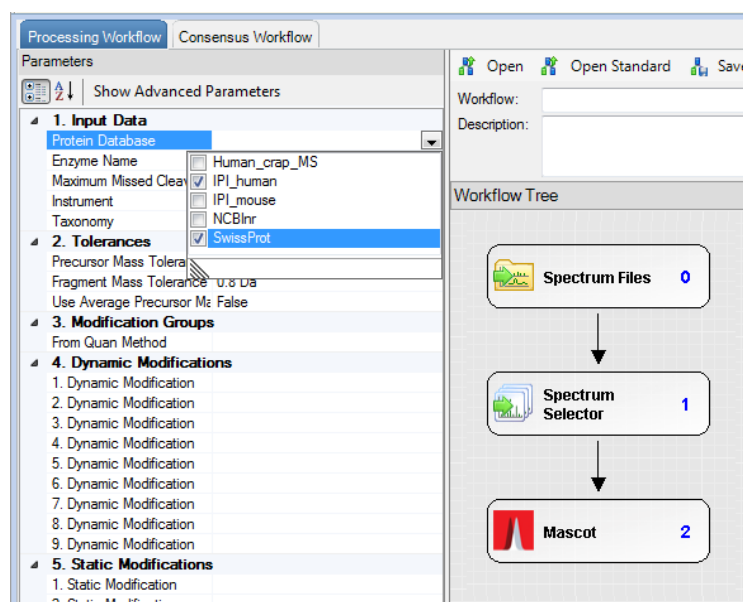 Processing Workflow Consensus Workflow
Parameters
Show Advanced Parameters
1. Input Data
Protein Database
Enzyme Name
Maximum Missed Cleav
Instrument
Taxonomy
Human_crap_MS
IPI_human
IPI_mouse
NCBInr
SwissProt
2. Tolerances
Precursor Mass Tolera
Fragment Mass Tolerance 0.8 Da
Use Average Precursor Ma False
3. Modification Groups
From Quan Method
4. Dynamic Modifications
1. Dynamic Modification
2. Dynamic Modification
3. Dynamic Modification
4. Dynamic Modification
5. Dynamic Modification
6. Dynamic Modification
7. Dynamic Modification
8. Dynamic Modification
9. Dynamic Modification
5. Static Modifications
1. Static Modification
Open Open Standard Save
Workflow:
Description:
Workflow Tree
Spectrum Files 0
Spectrum
Selector 1
Mascot 2